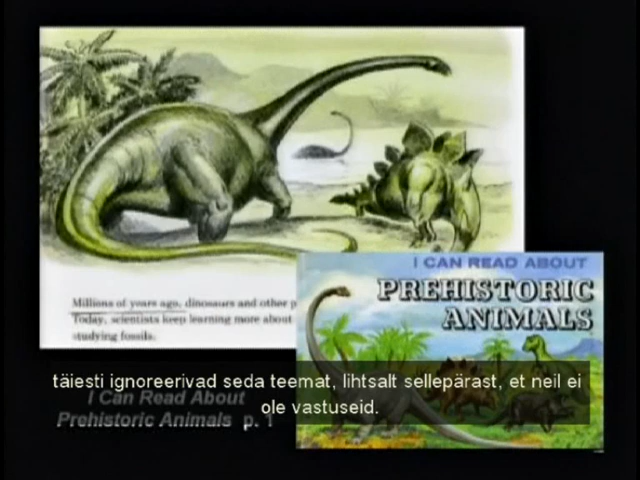 Millions of years ago, dinosaurs and other p
Today, scientists keep learning more about
studying fossils.
I CAN READ ABOUT
PREHISTORIC
ANIMALS
täiesti ignoreerivad seda teemat, lihtsalt sellepärast, et neil ei
ole vastuseid.
I Can Read About
Prehistoric Animals p. 1